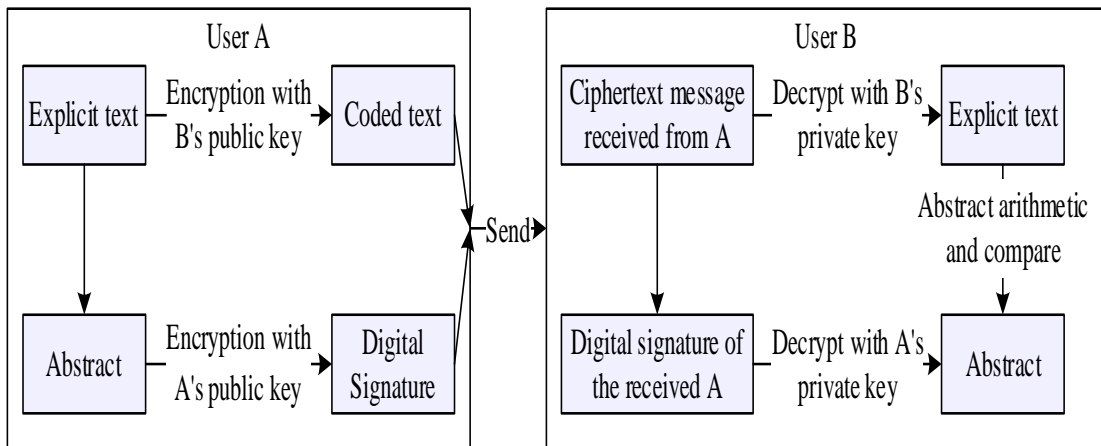 User A
Explicit text
Encryption with
B's public key
Coded text
Abstract
Encryption with
A's public key
Digital
Signature
Send
User B
Ciphertext message
received from A
Decrypt with B's
private key
Explicit text
Abstract arithmetic
and compare
Digital signature of
the received A
Decrypt with A's
private key
Abstract